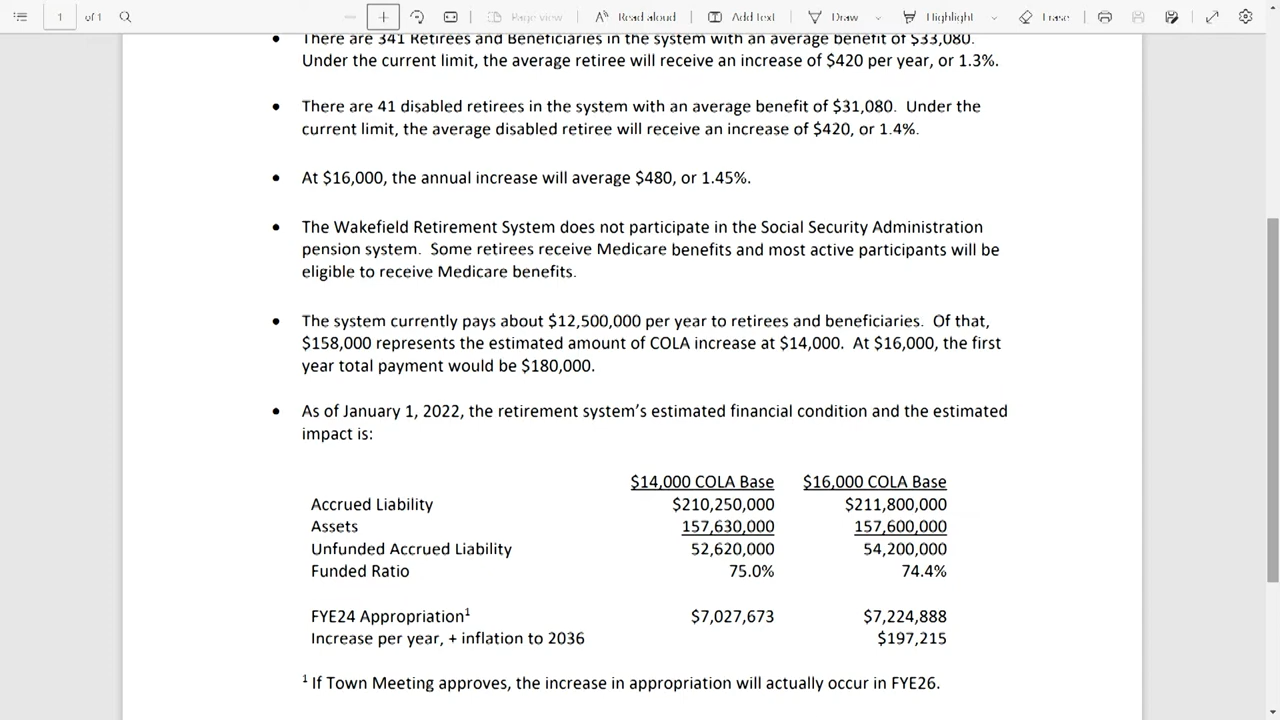 1 of 1 Page view Read aloud Add text Draw Highlight Erase
• There are 341 Retirees and Beneficiaries in the system with an average benefit of $33,080.
Under the current limit, the average retiree will receive an increase of $420 per year, or 1.3%.
• There are 41 disabled retirees in the system with an average benefit of $31,080. Under the
current limit, the average disabled retiree will receive an increase of $420, or 1.4%.
• At $16,000, the annual increase will average $480, or 1.45%.
• The Wakefield Retirement System does not participate in the Social Security Administration
pension system. Some retirees receive Medicare benefits and most active participants will be
eligible to receive Medicare benefits.
• The system currently pays about $12,500,000 per year to retirees and beneficiaries. Of that,
$158,000 represents the estimated amount of COLA increase at $14,000. At $16,000, the first
year total payment would be $180,000.
• As of January 1, 2022, the retirement system’s estimated financial condition and the estimated
impact is:
$14,000 COLA Base $16,000 COLA Base
Accrued Liability $210,250,000 $211,800,000
Assets 157,630,000 157,600,000
Unfunded Accrued Liability 52,620,000 54,200,000
Funded Ratio 75.0% 74.4%
FYE24 Appropriation¹ $7,027,673 $7,224,888
Increase per year, + inflation to 2036 $197,215
¹ If Town Meeting approves, the increase in appropriation will actually occur in FYE26.